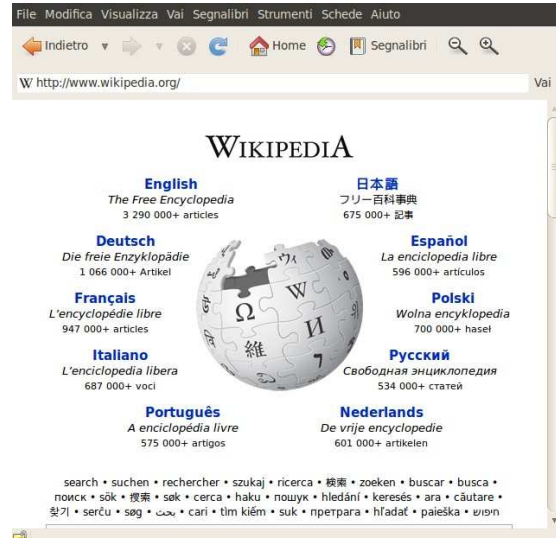 File Modifica Visualizza Vai Segnalibri Strumenti Schede Aiuto
Indietro Home Segnalibri
W http://www.wikipedia.org/ Vai
WIKIPEDIA
English
The Free Encyclopedia
3 290 000+ articles
日本語
フリー百科事典
675 000+ 記事
Deutsch
Die freie Enzyklopädie
1 066 000+ Artikel
Español
La enciclopedia libre
596 000+ artículos
Français
L'encyclopédie libre
947 000+ articles
Polski
Wolna encyklopedia
700 000+ haseł
Italiano
L'enciclopedia libera
687 000+ voci
Русский
Свободная энциклопедия
534 000+ статей
Português
A enciclopédia livre
575 000+ artigos
Nederlands
De vrije encyclopedie
601 000+ artikelen
Ω W И 維
search • suchen • rechercher • szukaj • ricerca • 検索 • zoeken • buscar • busca •
поиск • sök • 搜索 • søk • cerca • haku • пошук • hledání • keresés • ara • căutare •
찾기 • serĉu • søg • بحث • cari • tìm kiếm • suk • претрага • hľadať • paieška • חיפוש